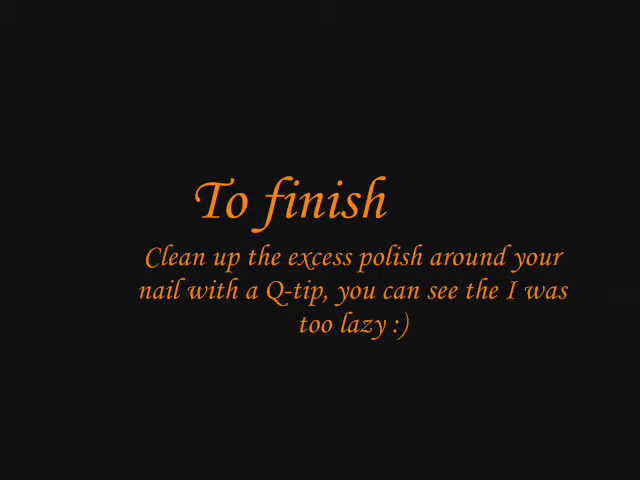 To finish
Clean up the excess polish around your
nail with a Q-tip, you can see the I was
too lazy :)